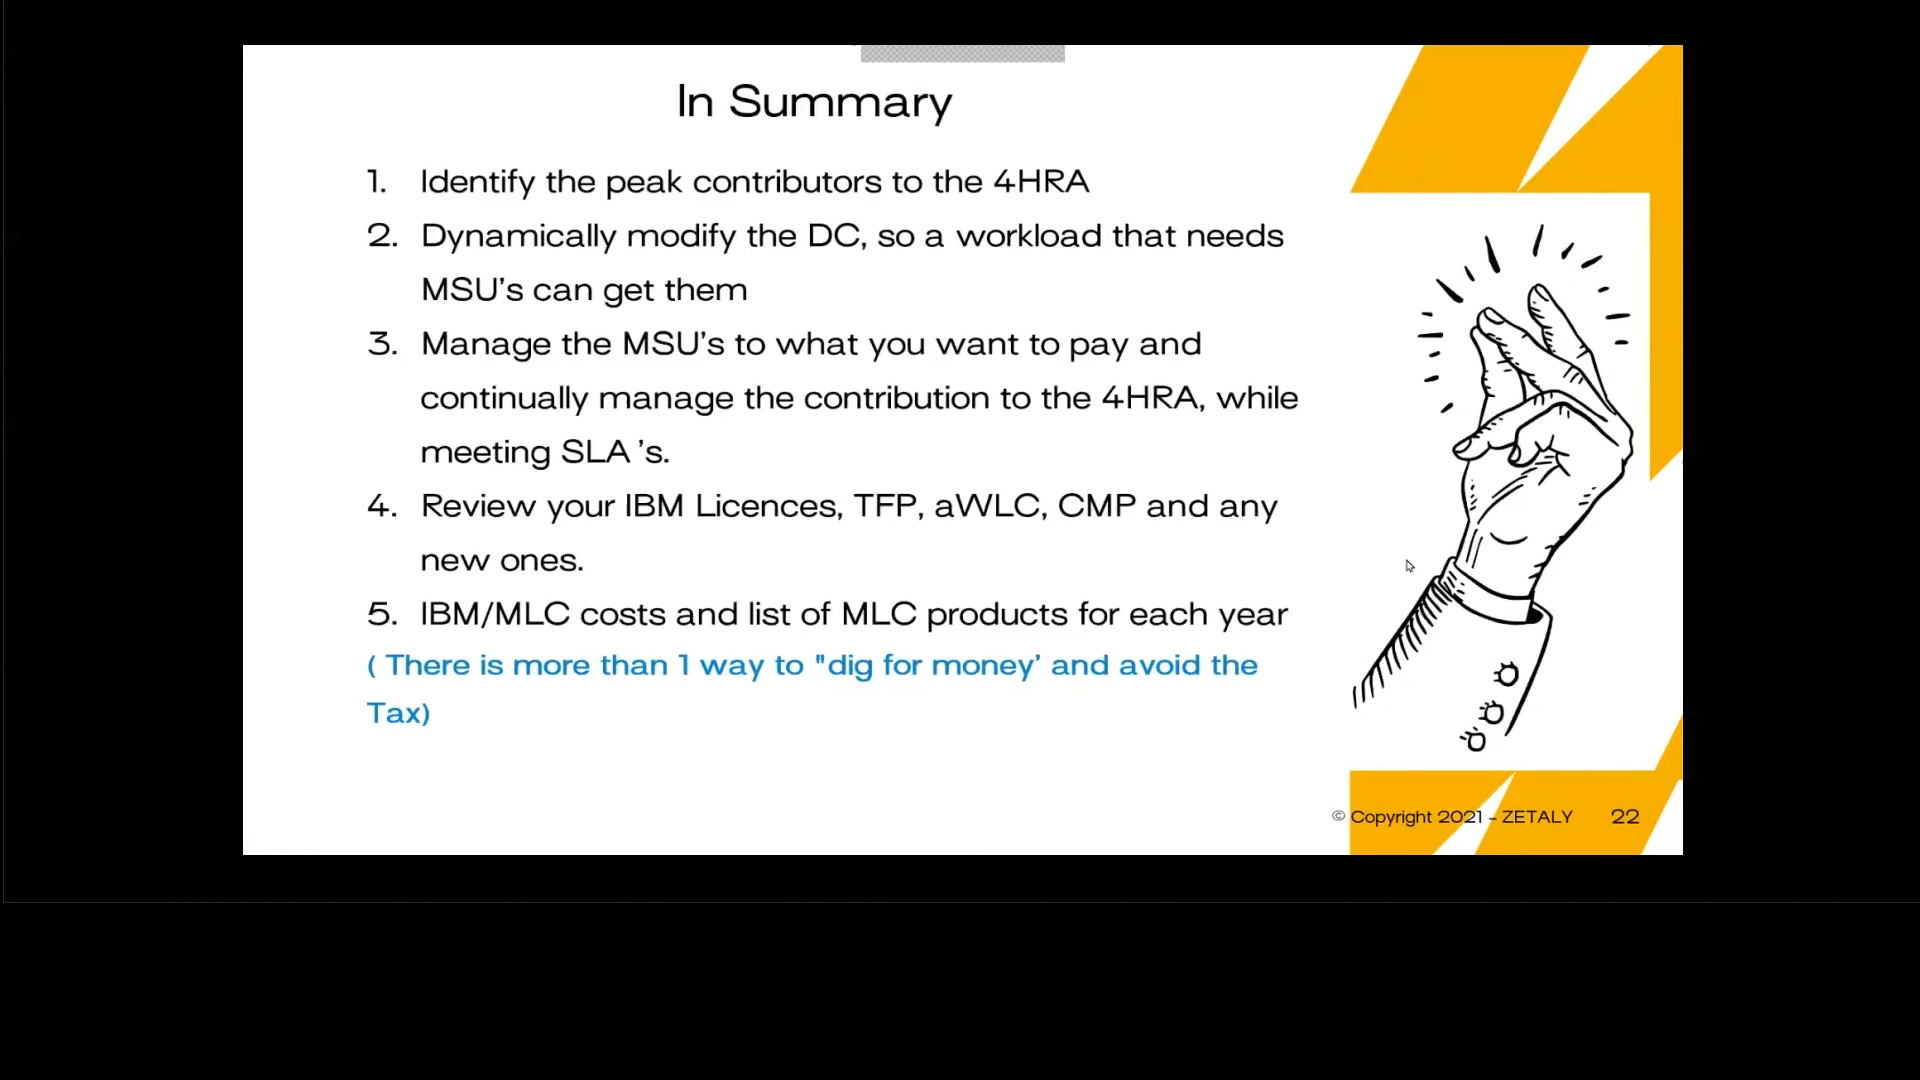 In Summary
1. Identify the peak contributors to the 4HRA
2. Dynamically modify the DC, so a workload that needs
MSU's can get them
3. Manage the MSU's to what you want to pay and
continually manage the contribution to the 4HRA, while
meeting SLA 's.
4. Review your IBM Licences, TFP, aWLC, CMP and any
new ones.
5. IBM/MLC costs and list of MLC products for each year
( There is more than 1 way to "dig for money' and avoid the
Tax)
© Copyright 2021 - ZETALY 22